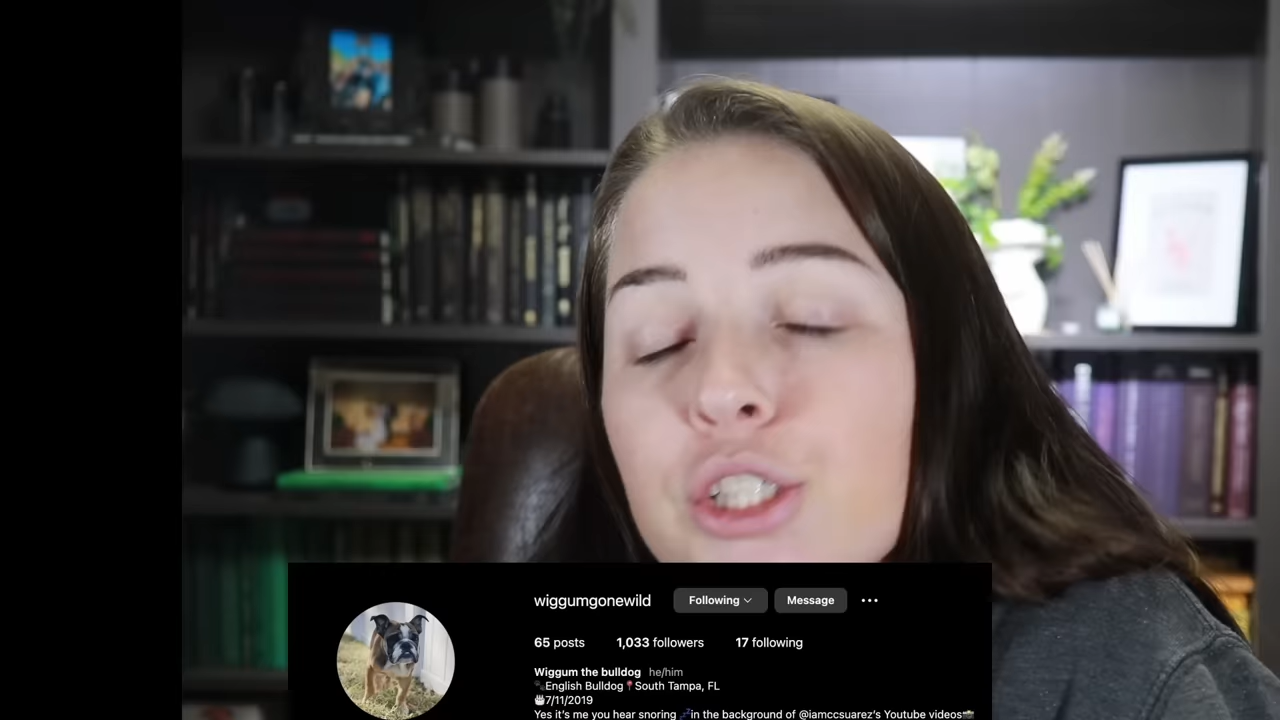 wiggumgonewild Following Message
65 posts 1,033 followers 17 following
Wiggum the bulldog he/him
🐾English Bulldog📍South Tampa, FL
🐣7/11/2019
Yes it's me you hear snoring 💤in the background of @iamccsuarez's Youtube videos📸